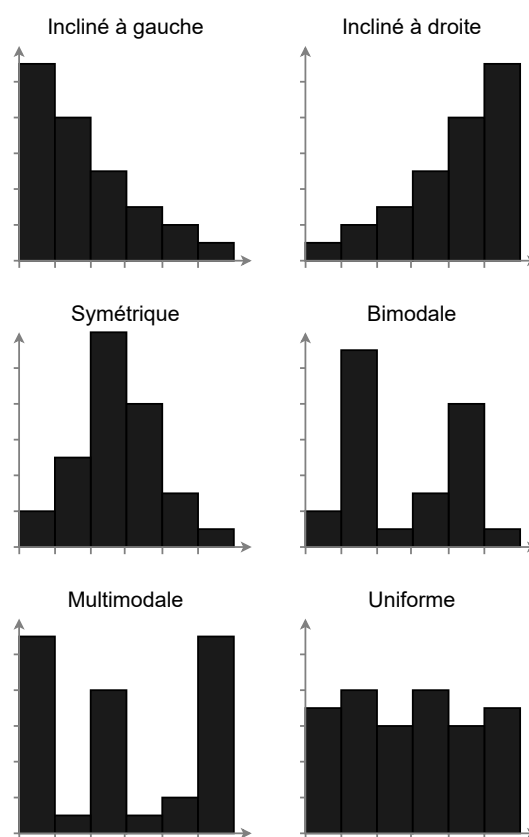 Incliné à gauche
Incliné à droite
Symétrique
Bimodale
Multimodale
Uniforme